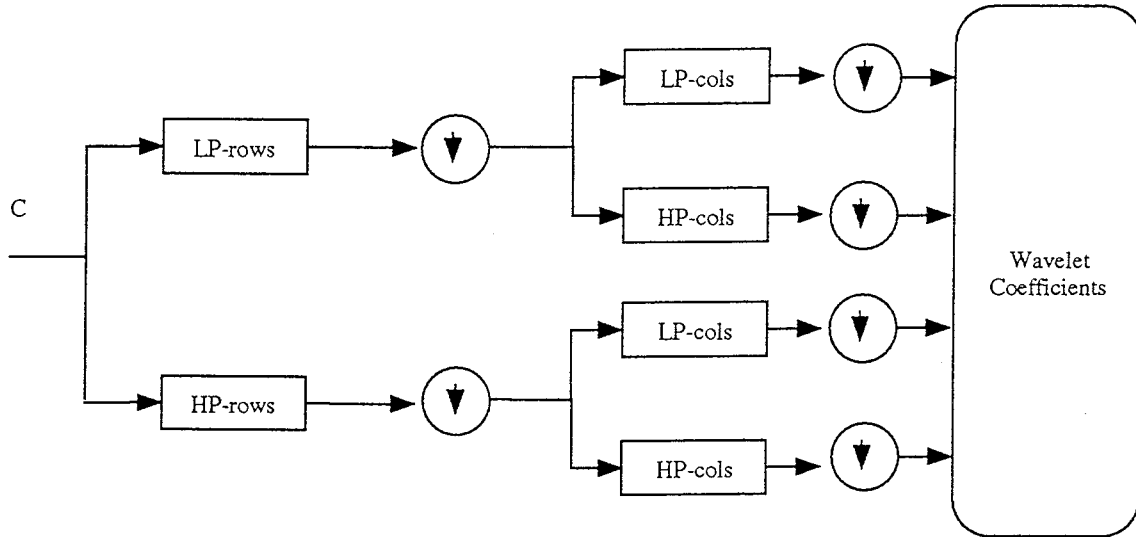 C
LP-rows
HP-rows
LP-cols
HP-cols
LP-cols
HP-cols
Wavelet
Coefficients